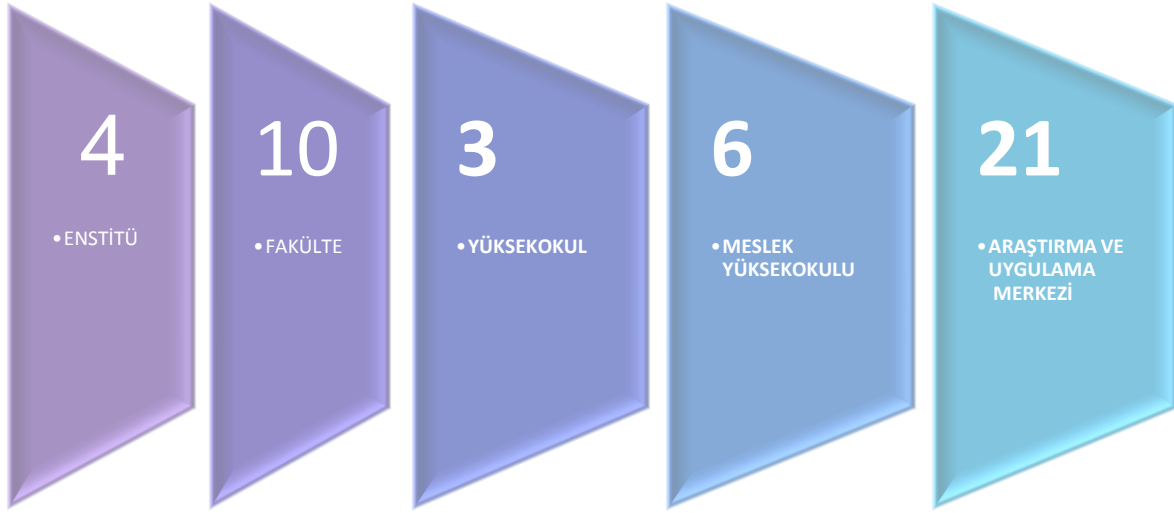 4
•ENSTİTÜ
10
•FAKÜLTE
3
•YÜKSEKOKUL
6
•MESLEK
YÜKSEKOKULU
21
•ARAŞTIRMA VE
UYGULAMA
MERKEZİ